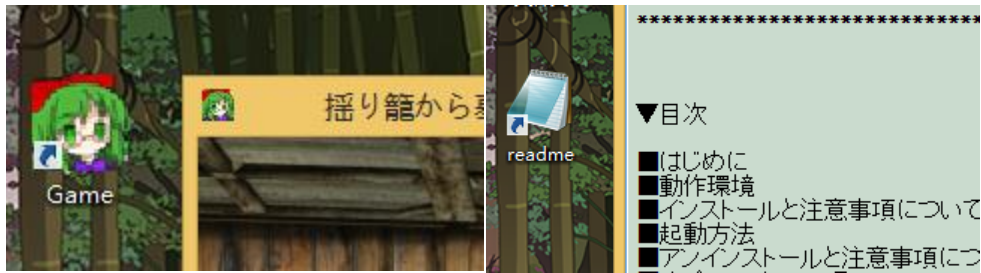 揺り籠から
Game
******************************
▼目次
readme
■はじめに
■動作環境
■インストールと注意事項について
■起動方法
■アンインストールと注意事項につ